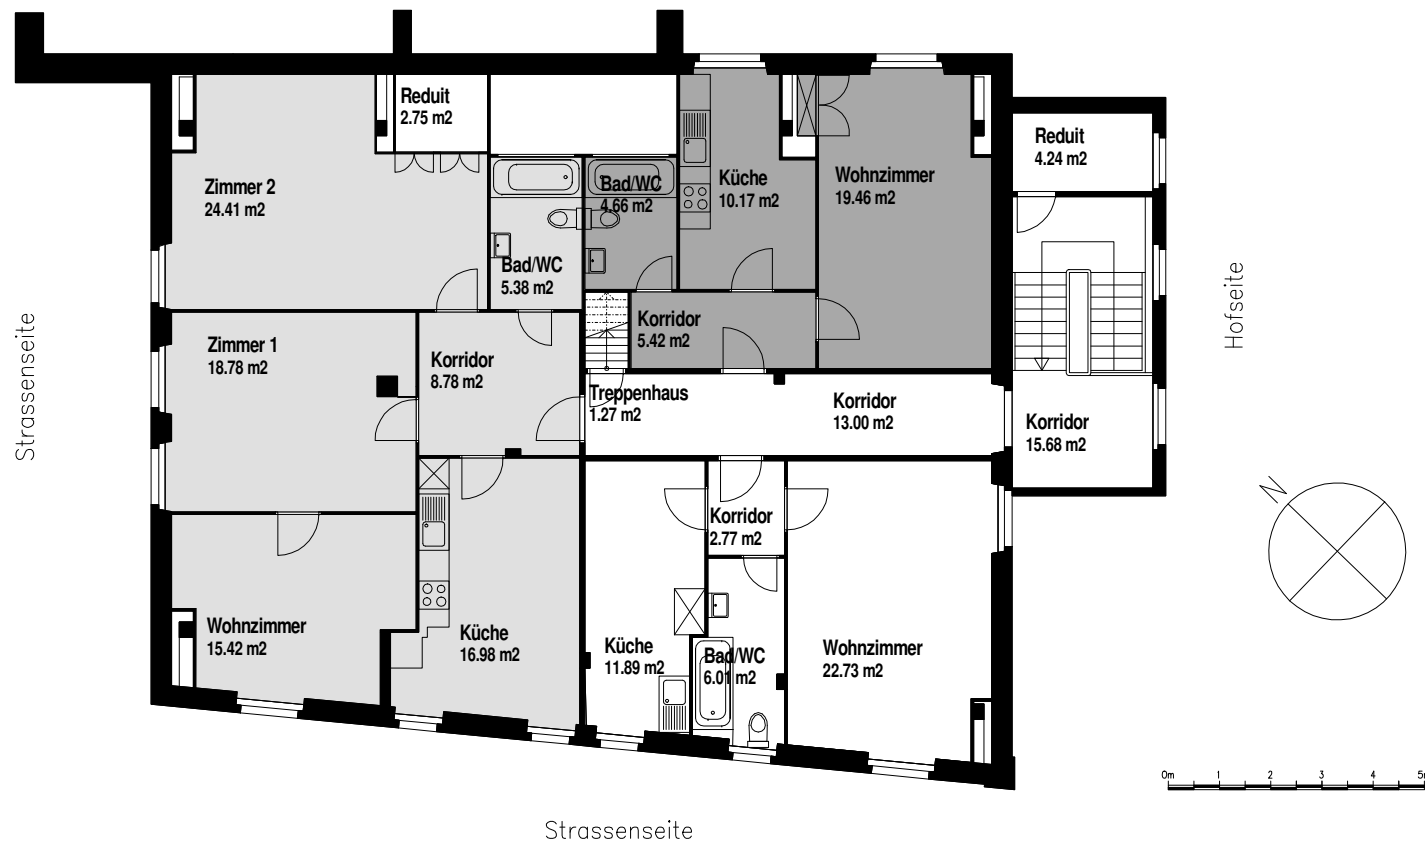 Reduit
2.75 m2
Zimmer 2
24.41 m2
Bad/WC
5.38 m2
Bad/WC
4.66 m2
Küche
10.17 m2
Wohnzimmer
19.46 m2
Reduit
4.24 m2
Zimmer 1
18.78 m2
Korridor
8.78 m2
Korridor
5.42 m2
Treppenhaus
1.27 m2
Korridor
13.00 m2
Korridor
15.68 m2
Wohnzimmer
15.42 m2
Küche
16.98 m2
Küche
11.89 m2
Korridor
2.77 m2
Bad/WC
6.01 m2
Wohnzimmer
22.73 m2
Strassenseite
Hofseite
N
0m 1 2 3 4 5m
Strassenseite